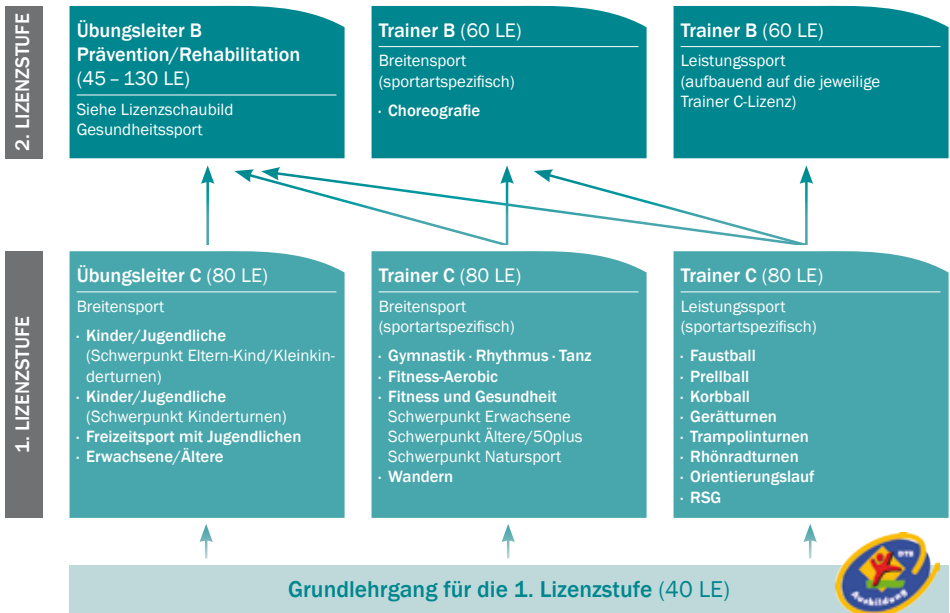 2. LIZENZSTUFE
Übungsleiter B
Prävention/Rehabilitation
(45 – 130 LE)
Siehe Lizenzschaubild
Gesundheitssport
Trainer B (60 LE)
Breitensport
(sportartspezifisch)
· Choreografie
Trainer B (60 LE)
Leistungssport
(aufbauend auf die jeweilige
Trainer C-Lizenz)
1. LIZENZSTUFE
Übungsleiter C (80 LE)
Breitensport
· Kinder/Jugendliche
(Schwerpunkt Eltern-Kind/Kleinkin-
derturnen)
· Kinder/Jugendliche
(Schwerpunkt Kinderturnen)
· Freizeitsport mit Jugendlichen
· Erwachsene/Ältere
Trainer C (80 LE)
Breitensport
(sportartspezifisch)
· Gymnastik · Rhythmus · Tanz
· Fitness-Aerobic
· Fitness und Gesundheit
Schwerpunkt Erwachsene
Schwerpunkt Ältere/50plus
Schwerpunkt Natursport
· Wandern
Trainer C (80 LE)
Leistungssport
(sportartspezifisch)
· Faustball
· Prellball
· Korbball
· Gerätturnen
· Trampolinturnen
· Rhönradturnen
· Orientierungslauf
· RSG
Grundlehrgang für die 1. Lizenzstufe (40 LE)
DTB
Ausbildung